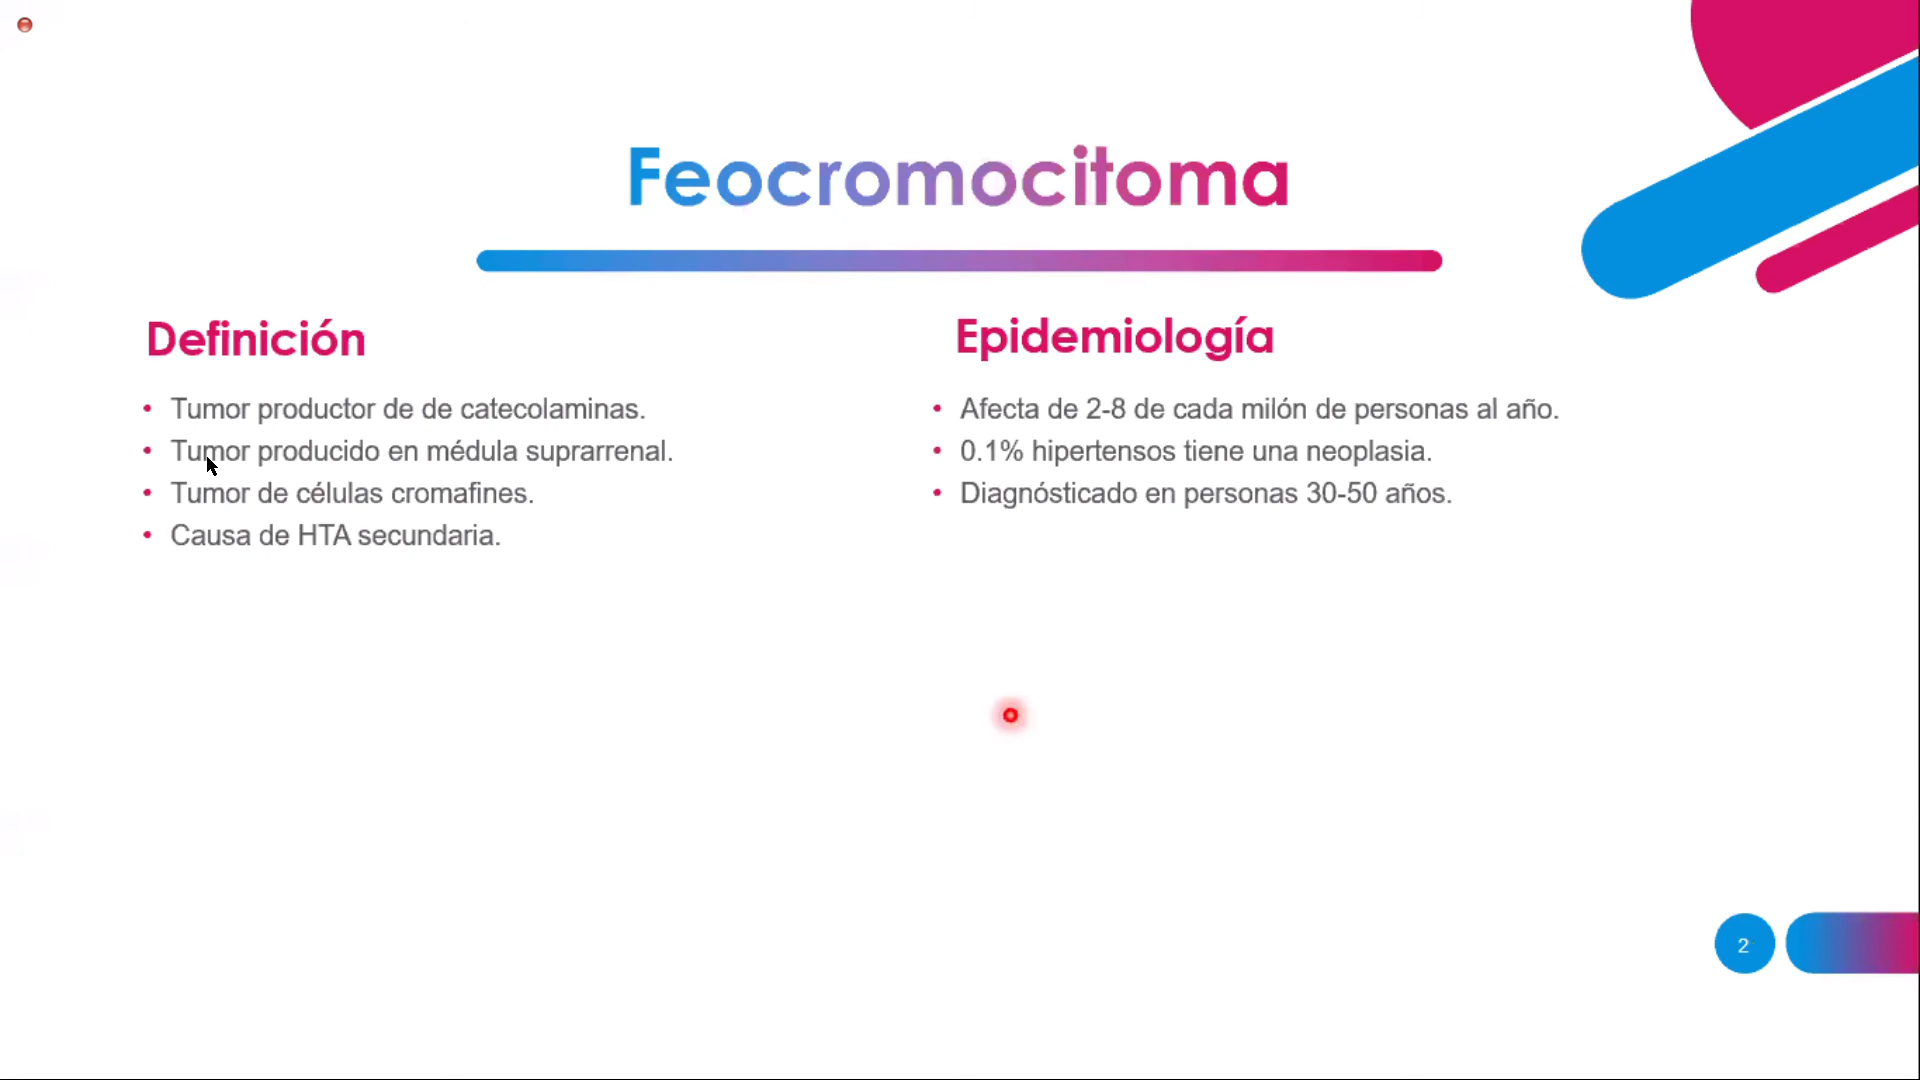 Feocromocitoma
Definición
• Tumor productor de de catecolaminas.
• Tumor producido en médula suprarrenal.
• Tumor de células cromafines.
• Causa de HTA secundaria.
Epidemiología
• Afecta de 2-8 de cada milón de personas al año.
• 0.1% hipertensos tiene una neoplasia.
• Diagnósticado en personas 30-50 años.
2